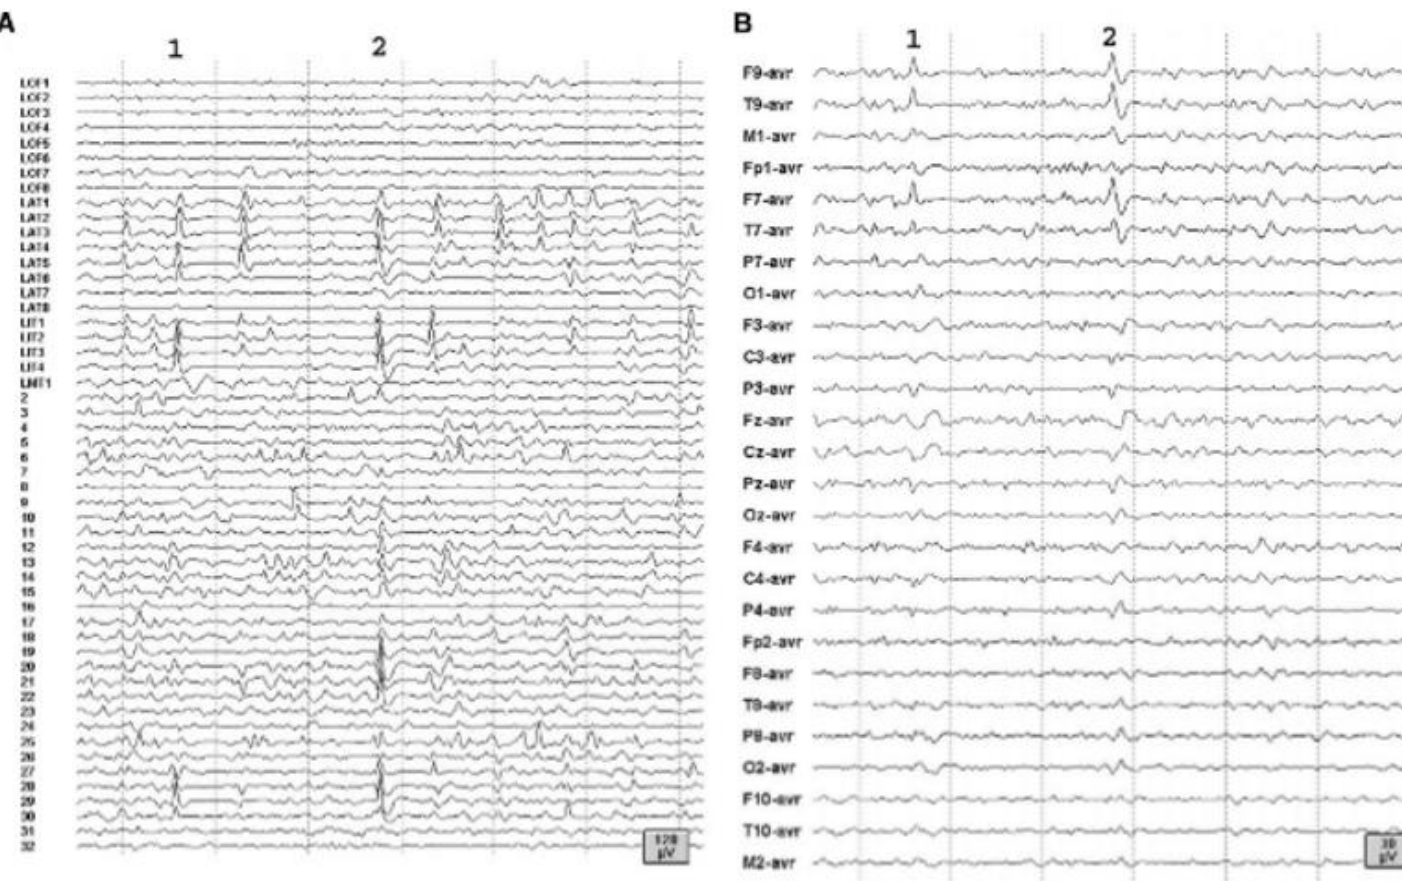 A
1 2
LOF1
LOF2
LOF3
LOF4
LOF5
LOF6
LOF7
LOF8
LAT1
LAT2
LAT3
LAT4
LAT5
LAT6
LAT7
LAT8
LIT1
LIT2
LIT3
LIT4
LMT1
2
3
4
5
6
7
8
9
10
11
12
13
14
15
16
17
18
19
20
21
22
23
24
25
26
27
28
29
30
31
32
120
µV
B
1 2
F9-avr
T9-avr
M1-avr
Fp1-avr
F7-avr
T7-avr
P7-avr
O1-avr
F3-avr
C3-avr
P3-avr
Fz-avr
Cz-avr
Pz-avr
Oz-avr
F4-avr
C4-avr
P4-avr
Fp2-avr
F8-avr
T8-avr
P8-avr
O2-avr
F10-avr
T10-avr
M2-avr
30
µV